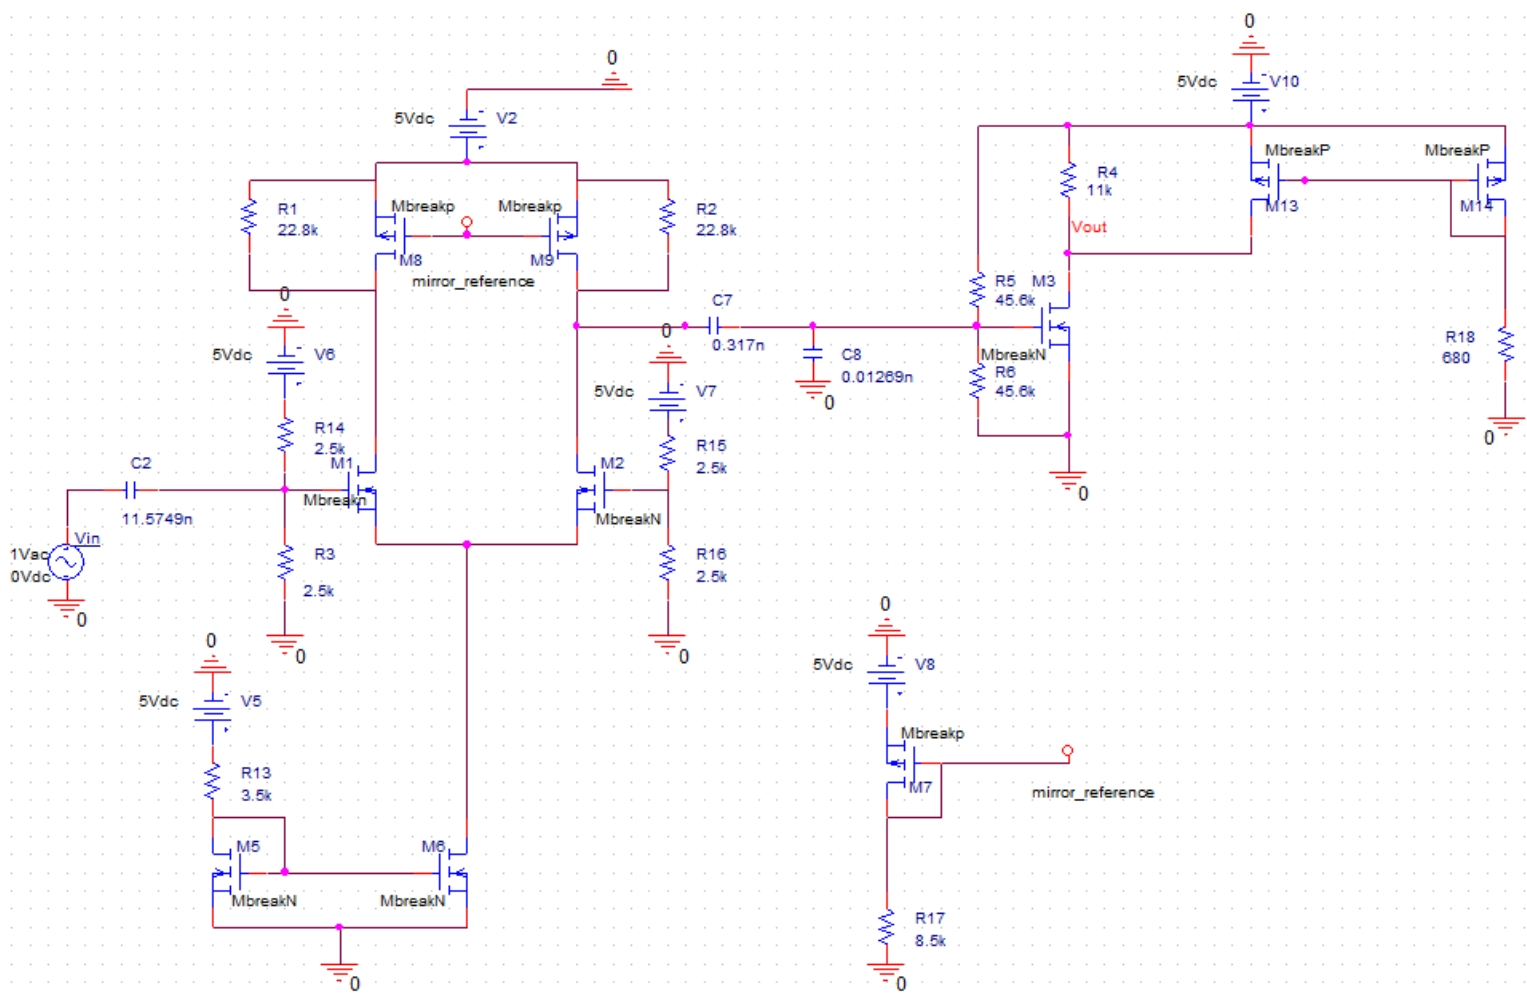 0
5Vdc
V10
0
5Vdc
V2
MbreakP
MbreakP
R4
11k
M13
M14
Vout
R1
22.8k
Mbreakp
Mbreakp
R2
22.8k
M8
M9
mirror_reference
0
5Vdc
V6
C7
0.317n
0
R5
45.6k
M3
MbreakN
R6
45.6k
C8
0.01269n
0
R18
680
0
5Vdc
V7
R14
2.5k
R15
2.5k
0
C2
11.5749n
M1
Mbreakn
M2
MbreakN
Vin
1Vac
0Vdc
0
R3
2.5k
0
R16
2.5k
0
0
5Vdc
V5
R13
3.5k
M5
MbreakN
M6
MbreakN
0
0
5Vdc
V8
Mbreakp
M7
mirror_reference
R17
8.5k
0